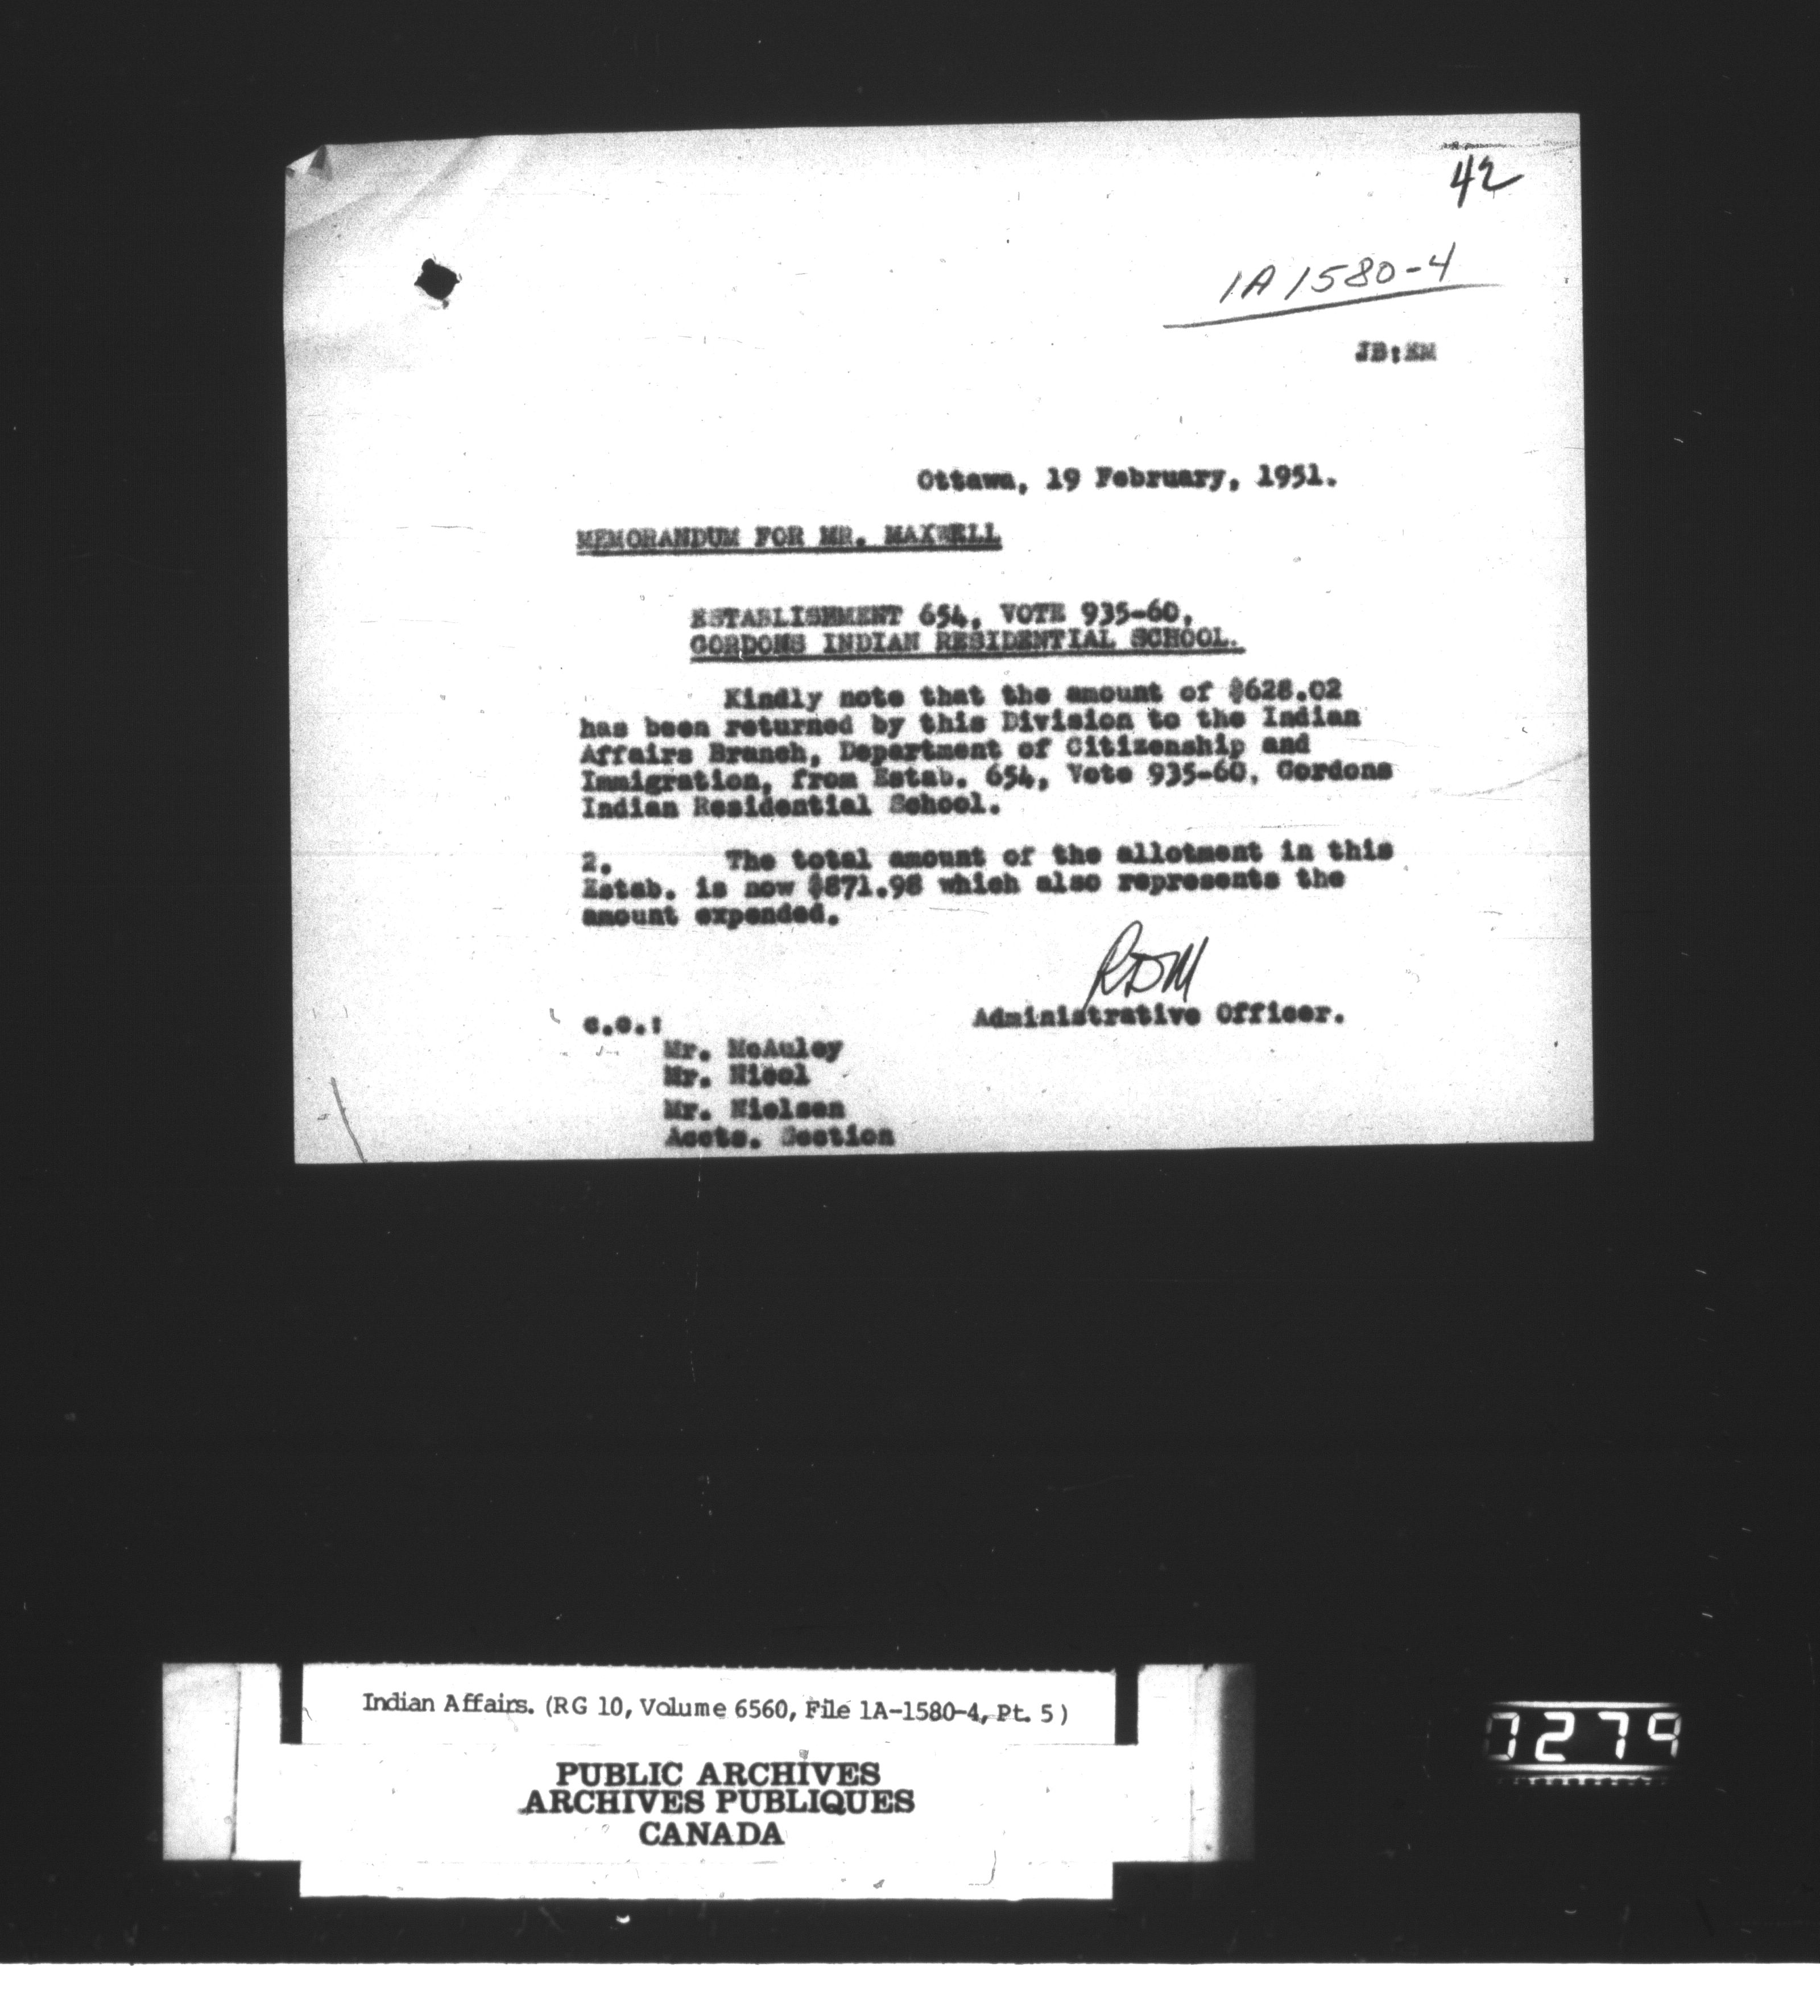 42
1A 1580-4
JB:EM
Ottawa, 19 February, 1951.
MEMORANDUM FOR MR. MAXWELL
ESTABLISHMENT 654, VOTE 935-60,
GORDONS INDIAN RESIDENTIAL SCHOOL.
Kindly note that the amount of $628.02
has been returned by this Division to the Indian
Affairs Branch, Department of Citizenship and
Immigration, from Estab. 654, Vote 935-60, Gordons
Indian Residential School.
2. The total amount of the allotment in this
Estab. is now $871.98 which also represents the
amount expended.
RDM
Administrative Officer.
c.c.:
Mr. McAuley
Mr. Nicol
Mr. Nielsen
Accts. Section
Indian Affairs. (RG 10, Volume 6560, File 1A-1580-4, Pt. 5)
PUBLIC ARCHIVES
ARCHIVES PUBLIQUES
CANADA
0279